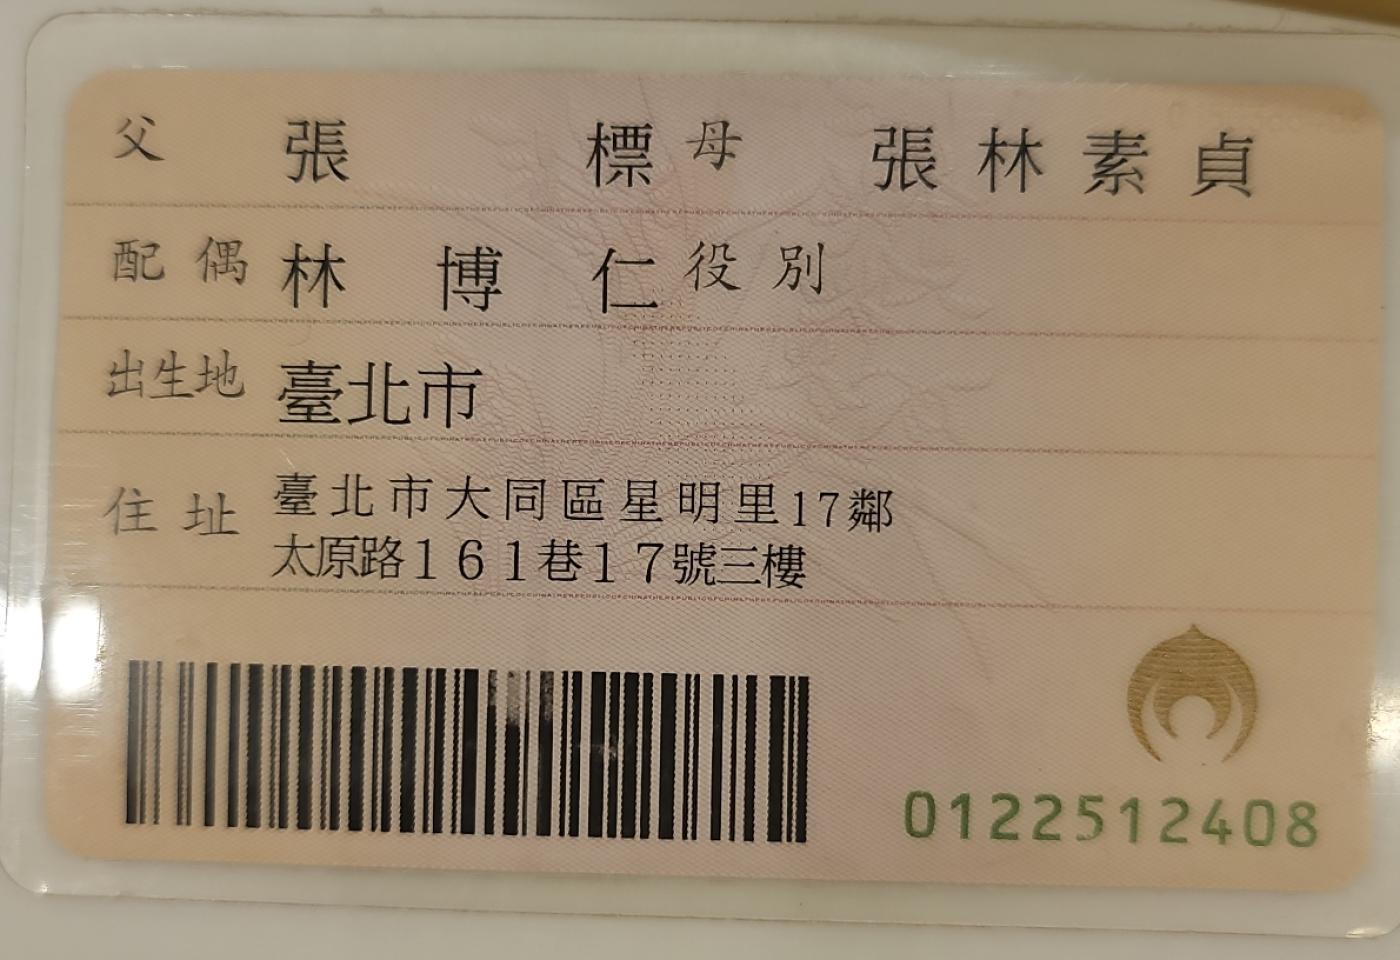 父 張 標 母 張林素貞
配偶 林博仁 役別
出生地 臺北市
住址 臺北市大同區星明里17鄰
太原路161巷17號三樓
0122512408